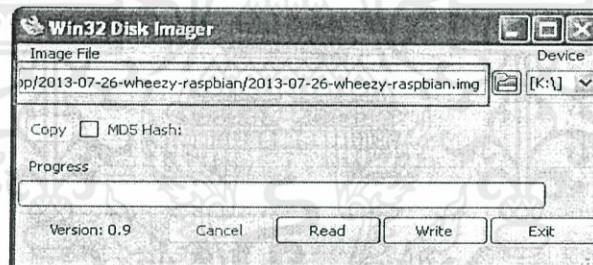 Win32 Disk Imager
Image File
Device
op/2013-07-26-wheezy-raspbian/2013-07-26-wheezy-raspbian.img
[K:\]
Copy
MD5 Hash:
Progress
Version: 0.9
Cancel
Read
Write
Exit